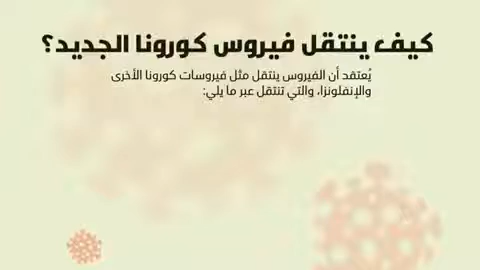 كيف ينتقل فيروس كورونا الجديد؟
يُعتقد أن الفيروس ينتقل مثل فيروسات كورونا الأخرى
والإنفلونزا، والتي تنتقل عبر ما يلي: